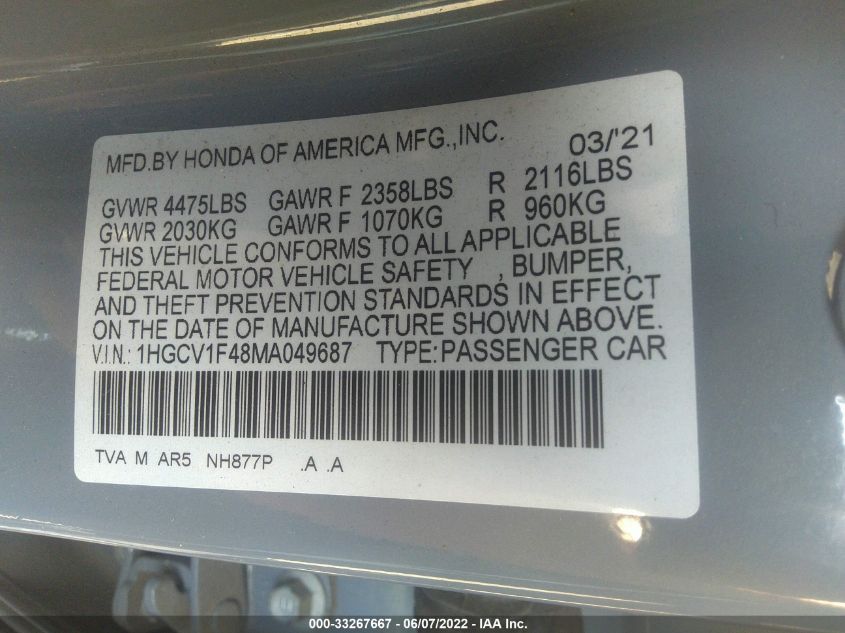 MFD.BY HONDA OF AMERICA MFG.,INC. 03/'21
GVWR 4475LBS GAWR F 2358LBS R 2116LBS
GVWR 2030KG GAWR F 1070KG R 960KG
THIS VEHICLE CONFORMS TO ALL APPLICABLE
FEDERAL MOTOR VEHICLE SAFETY , BUMPER,
AND THEFT PREVENTION STANDARDS IN EFFECT
ON THE DATE OF MANUFACTURE SHOWN ABOVE.
V.I.N.: 1HGCV1F48MA049687 TYPE:PASSENGER CAR
TVA M AR5 NH877P .A .A
000-33267667 - 06/07/2022 - IAA Inc.